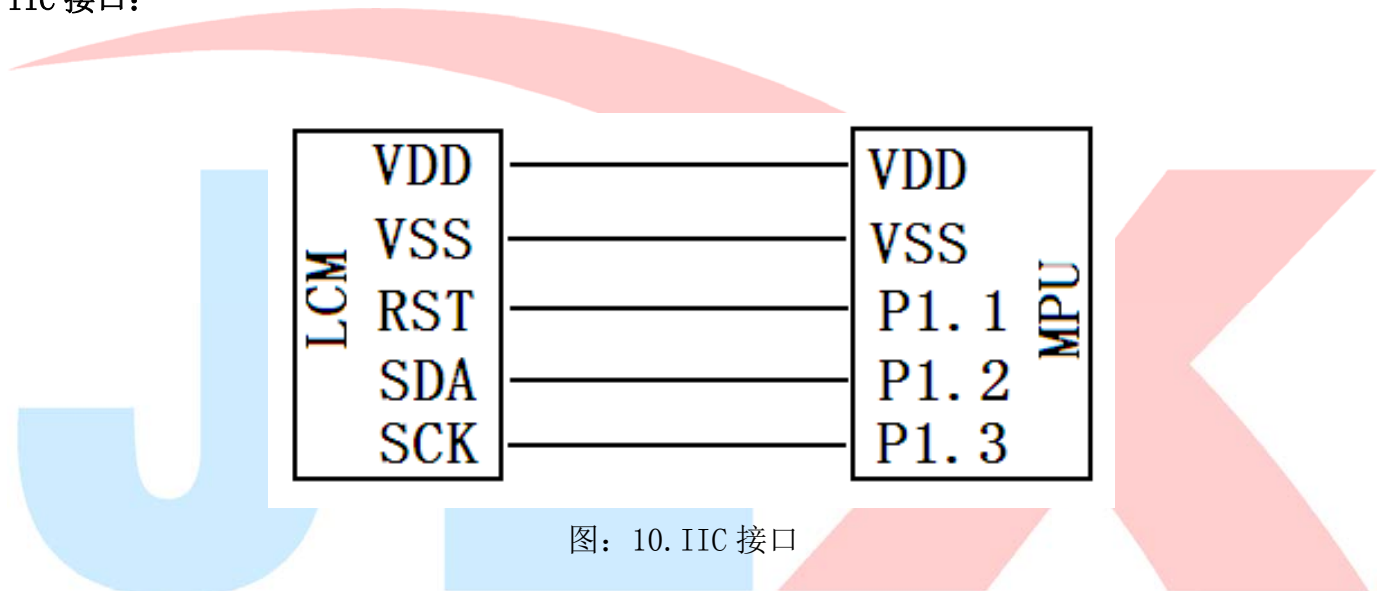 IIC 接口：
VDD
VSS
RST
SDA
SCK
LCM
VDD
VSS
P1.1
P1.2
P1.3
MPU
图：10.IIC 接口